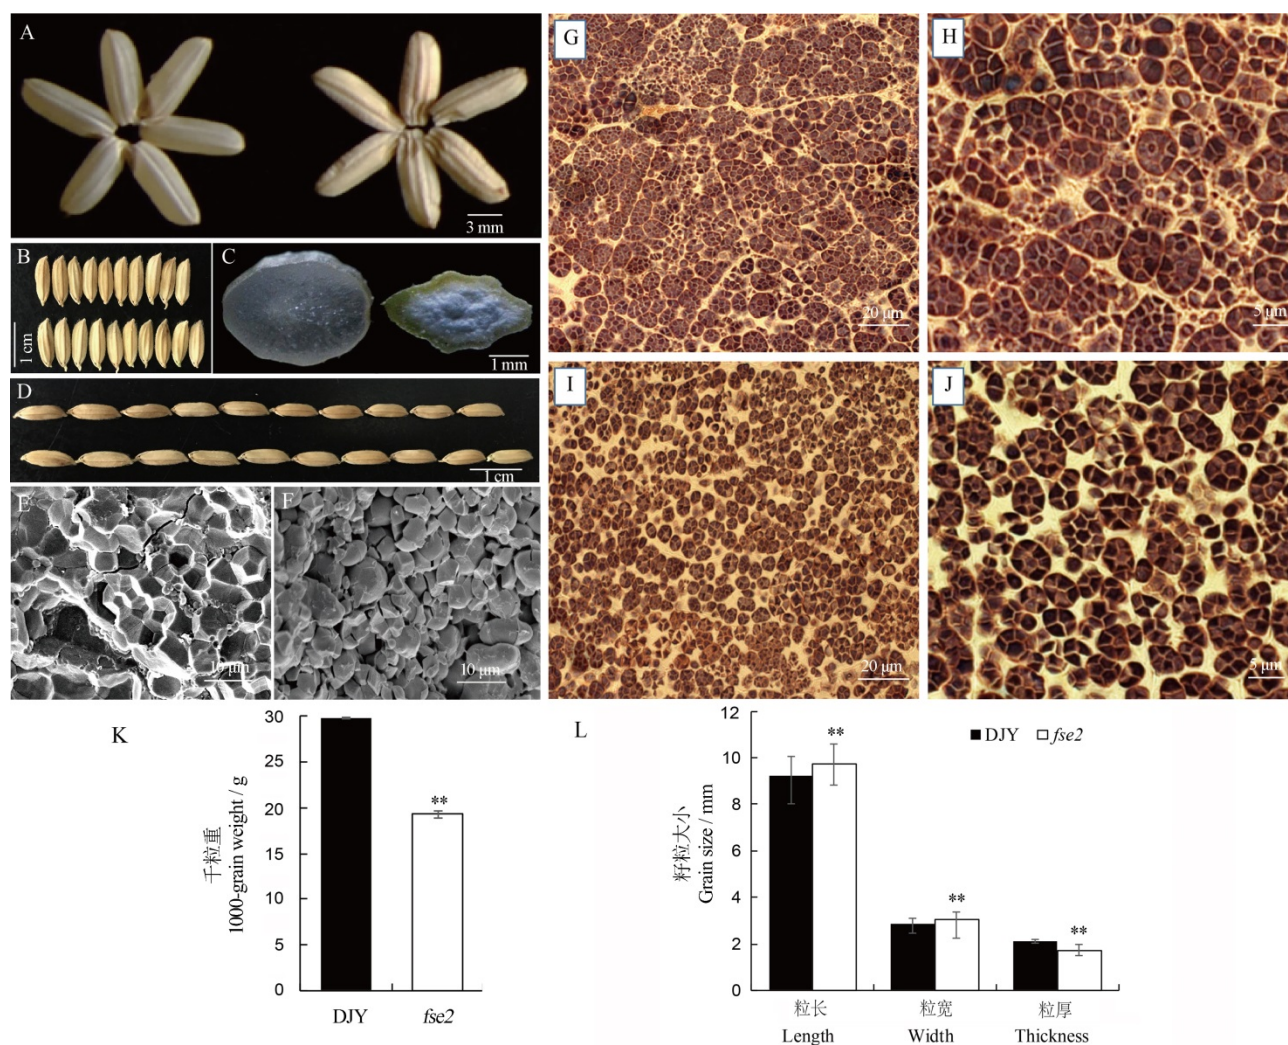 A
3 mm
B
1 cm
C
1 mm
D
1 cm
E
10 μm
F
10 μm
G
20 μm
H
5 μm
I
20 μm
J
5 μm
K
千粒重
1000-grain weight / g
30
25
20
15
10
5
0
**
DJY
fse2
L
籽粒大小
Grain size / mm
12
10
8
6
4
2
0
DJY
fse2
**
**
**
粒长
粒宽
粒厚
Length
Width
Thickness